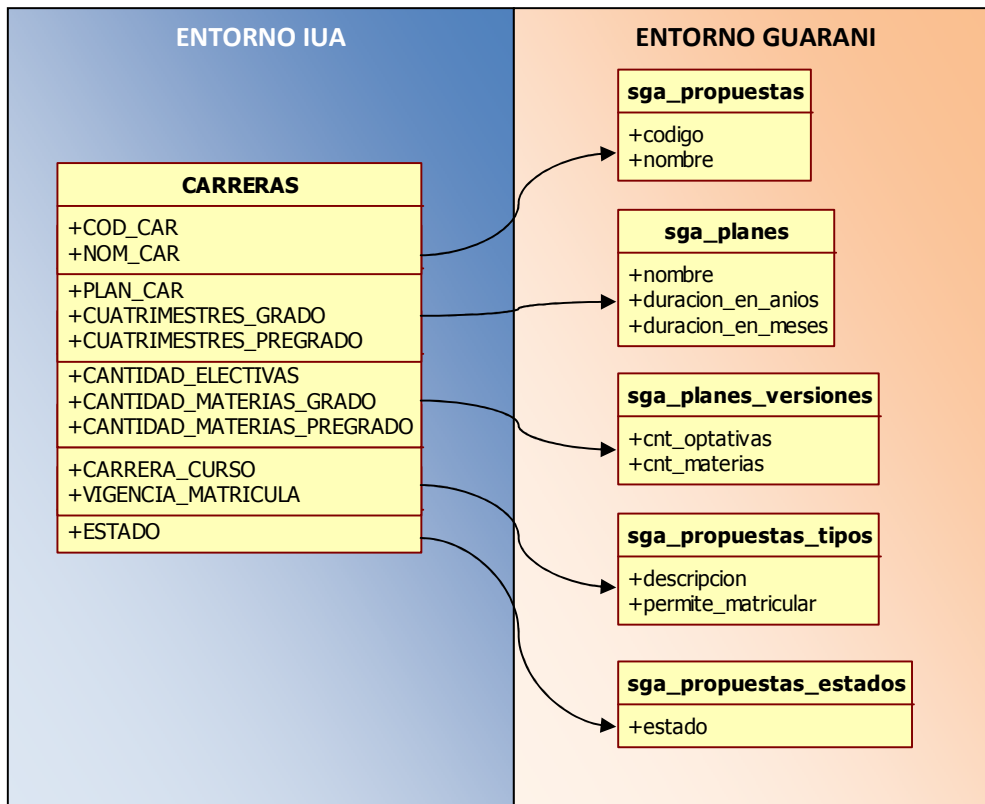 ENTORNO IUA
CARRERAS
+COD_CAR
+NOM_CAR
+PLAN_CAR
+CUATRIMESTRES_GRADO
+CUATRIMESTRES_PREGRADO
+CANTIDAD_ELECTIVAS
+CANTIDAD_MATERIAS_GRADO
+CANTIDAD_MATERIAS_PREGRADO
+CARRERA_CURSO
+VIGENCIA_MATRICULA
+ESTADO
ENTORNO GUARANI
sga_propuestas
+codigo
+nombre
sga_planes
+nombre
+duracion_en_anios
+duracion_en_meses
sga_planes_versiones
+cnt_optativas
+cnt_materias
sga_propuestas_tipos
+descripcion
+permite_matricular
sga_propuestas_estados
+estado